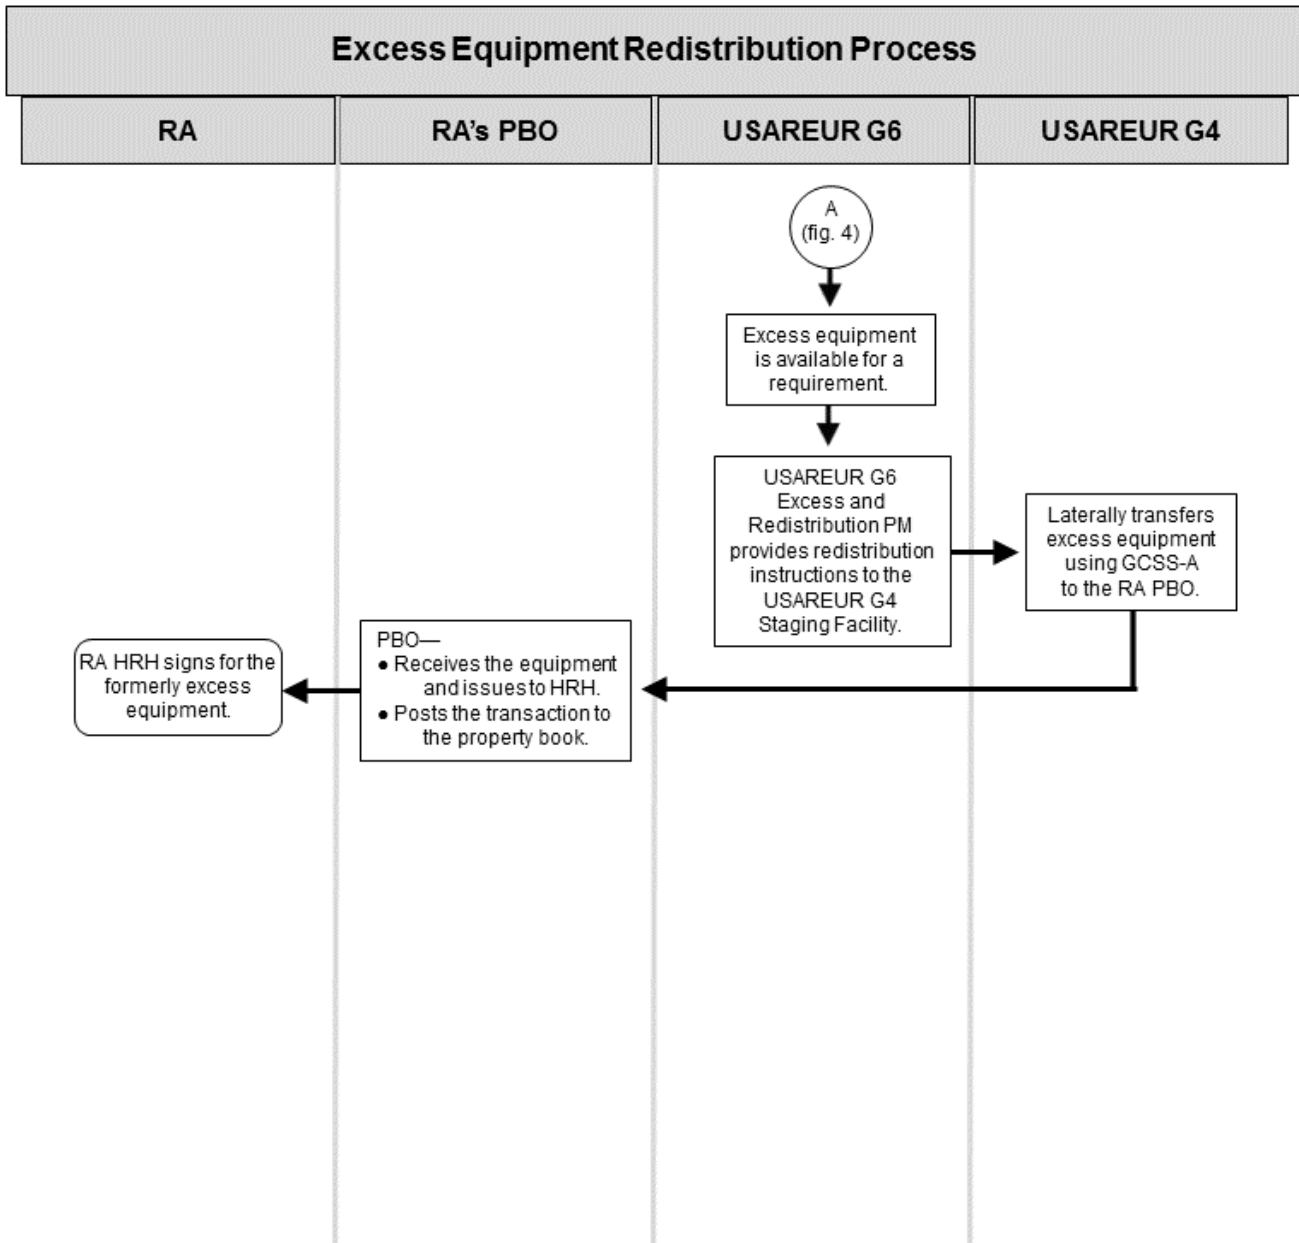 Excess Equipment Redistribution Process
RA
RA's PBO
USAREUR G6
USAREUR G4
A
(fig. 4)
Excess equipment
is available for a
requirement.
USAREUR G6
Excess and
Redistribution PM
provides redistribution
instructions to the
USAREUR G4
Staging Facility.
Laterally transfers
excess equipment
using GCSS-A
to the RA PBO.
PBO—
● Receives the equipment
and issues to HRH.
● Posts the transaction to
the property book.
RA HRH signs for the
formerly excess
equipment.